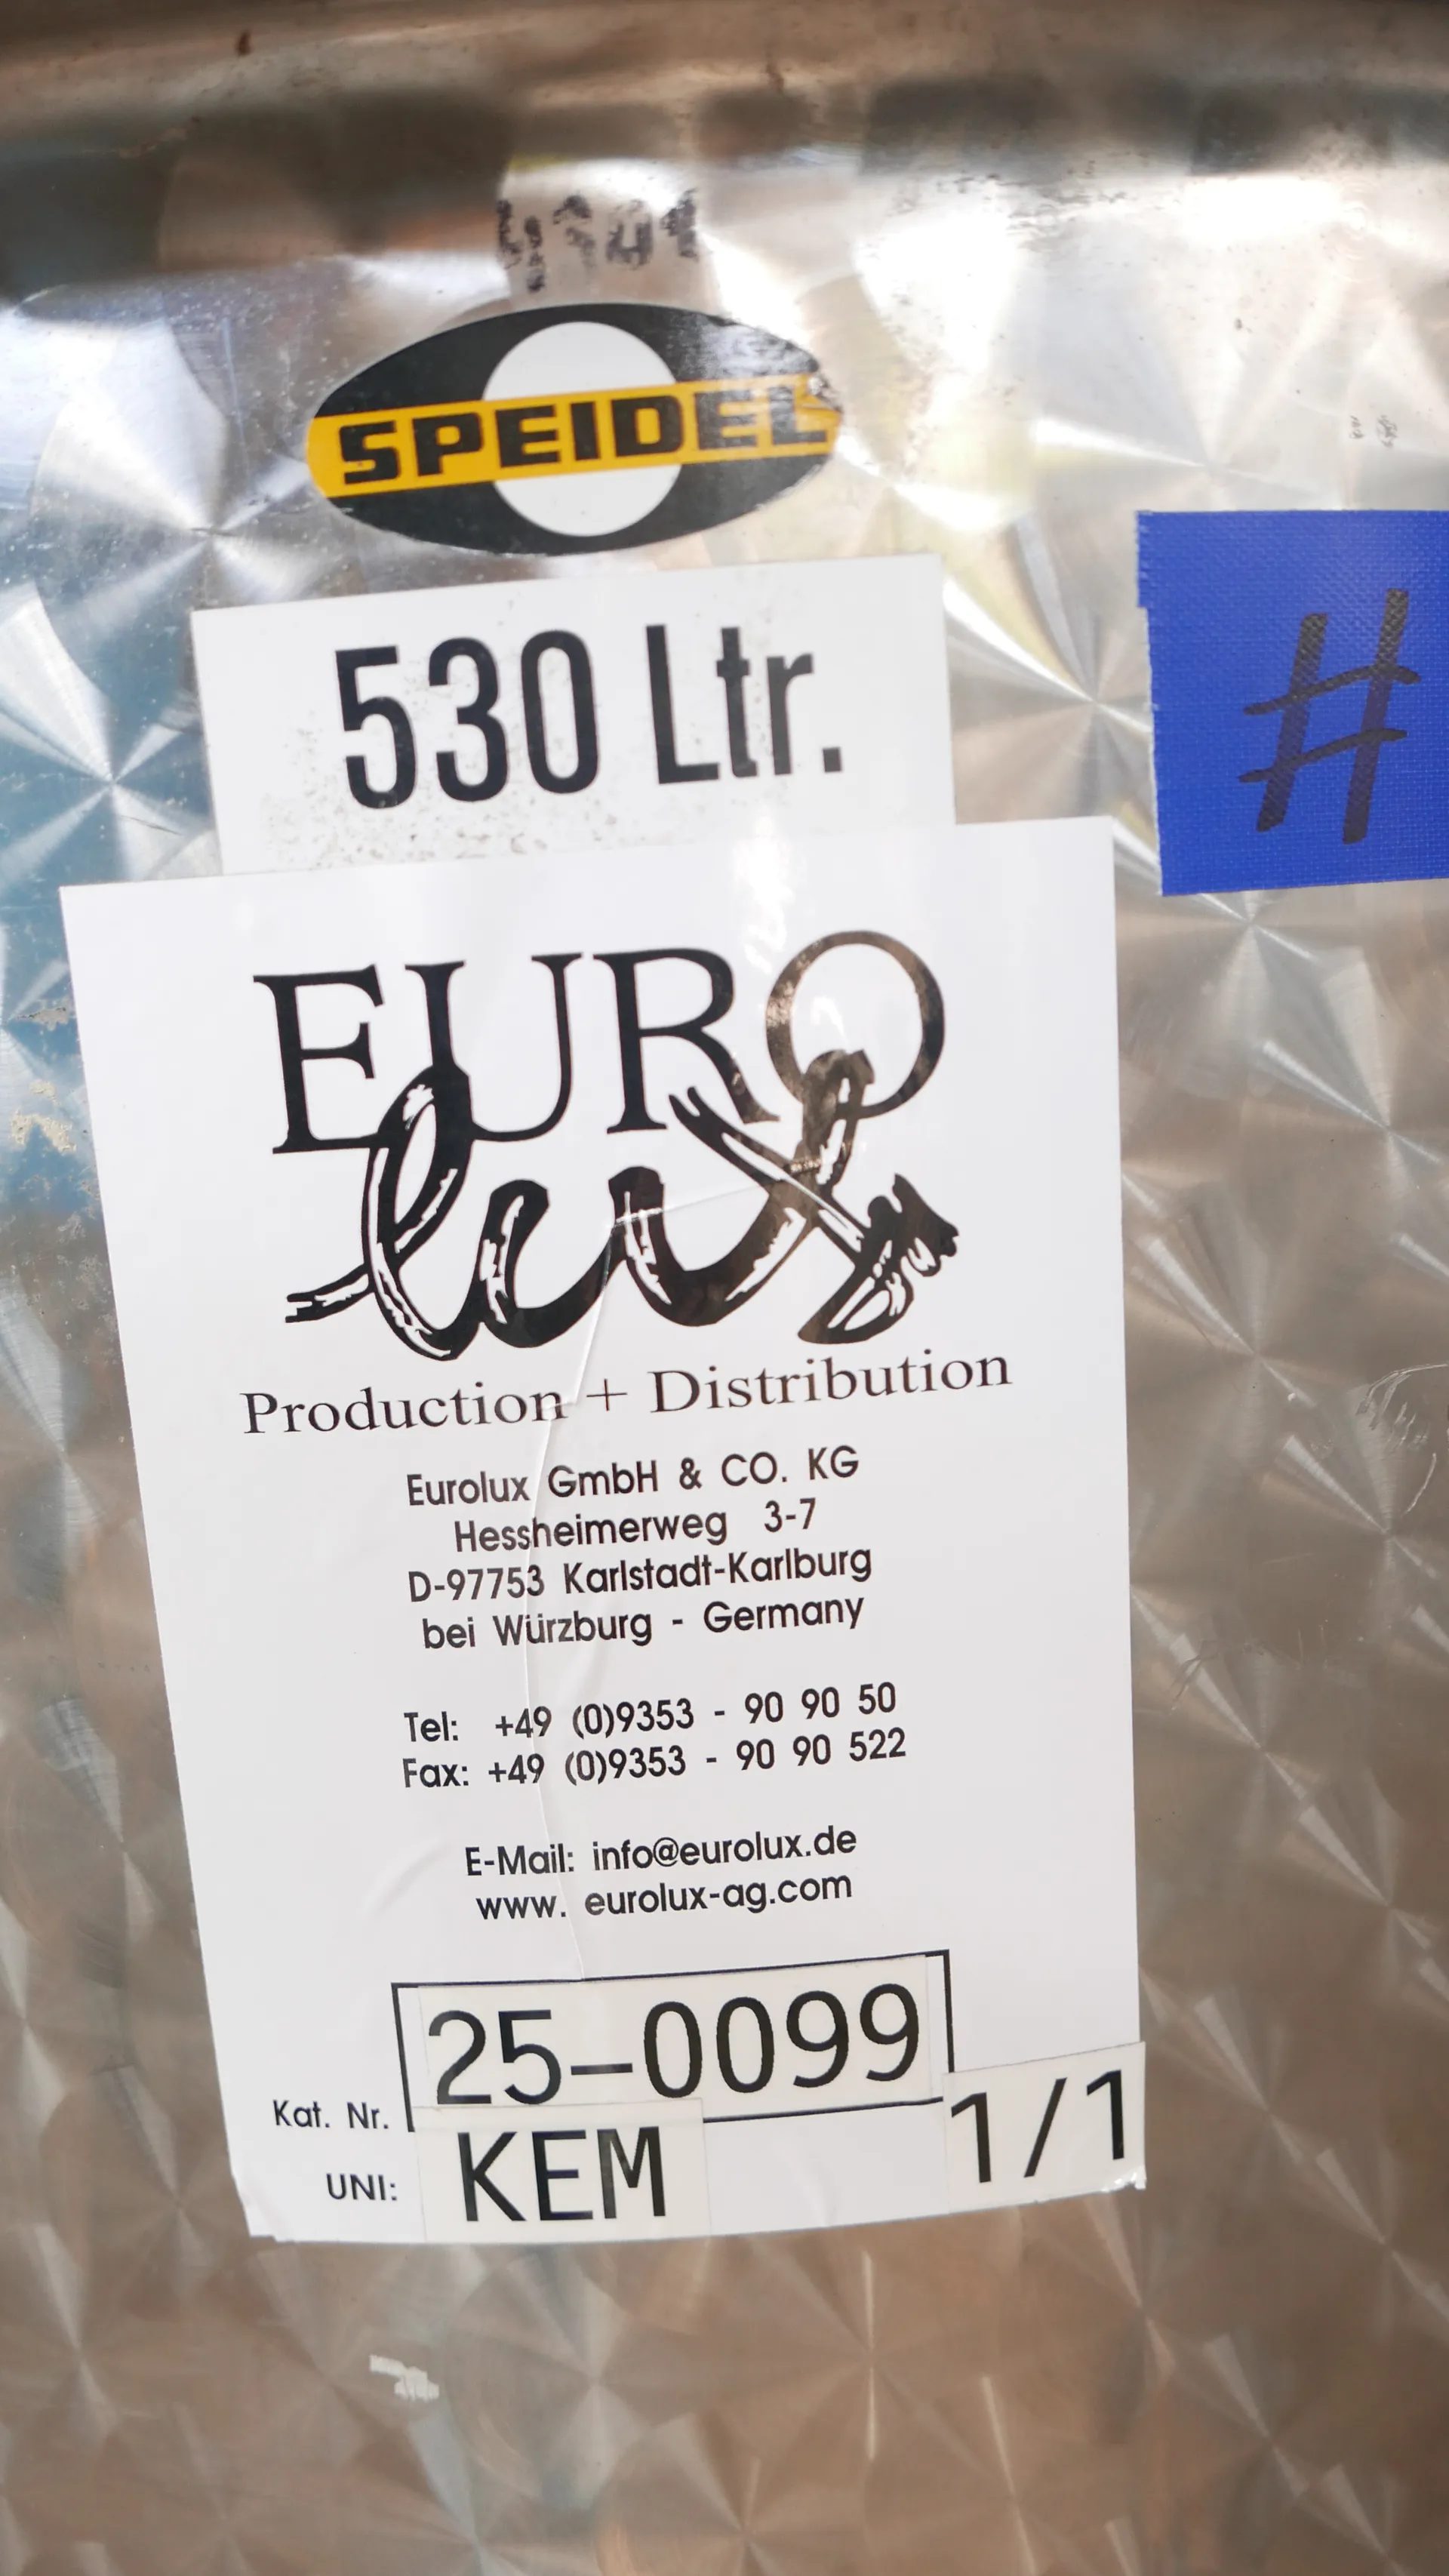 SPEIDEL
530 Ltr.
#
EURO
lux
Production + Distribution
Eurolux GmbH & CO. KG
Hessheimerweg 3-7
D-97753 Karlstadt-Karlburg
bei Würzburg - Germany
Tel: +49 (0)9353 - 90 90 50
Fax: +49 (0)9353 - 90 90 522
E-Mail: info@eurolux.de
www. eurolux-ag.com
Kat. Nr. 25-0099
1/1
UNI: KEM